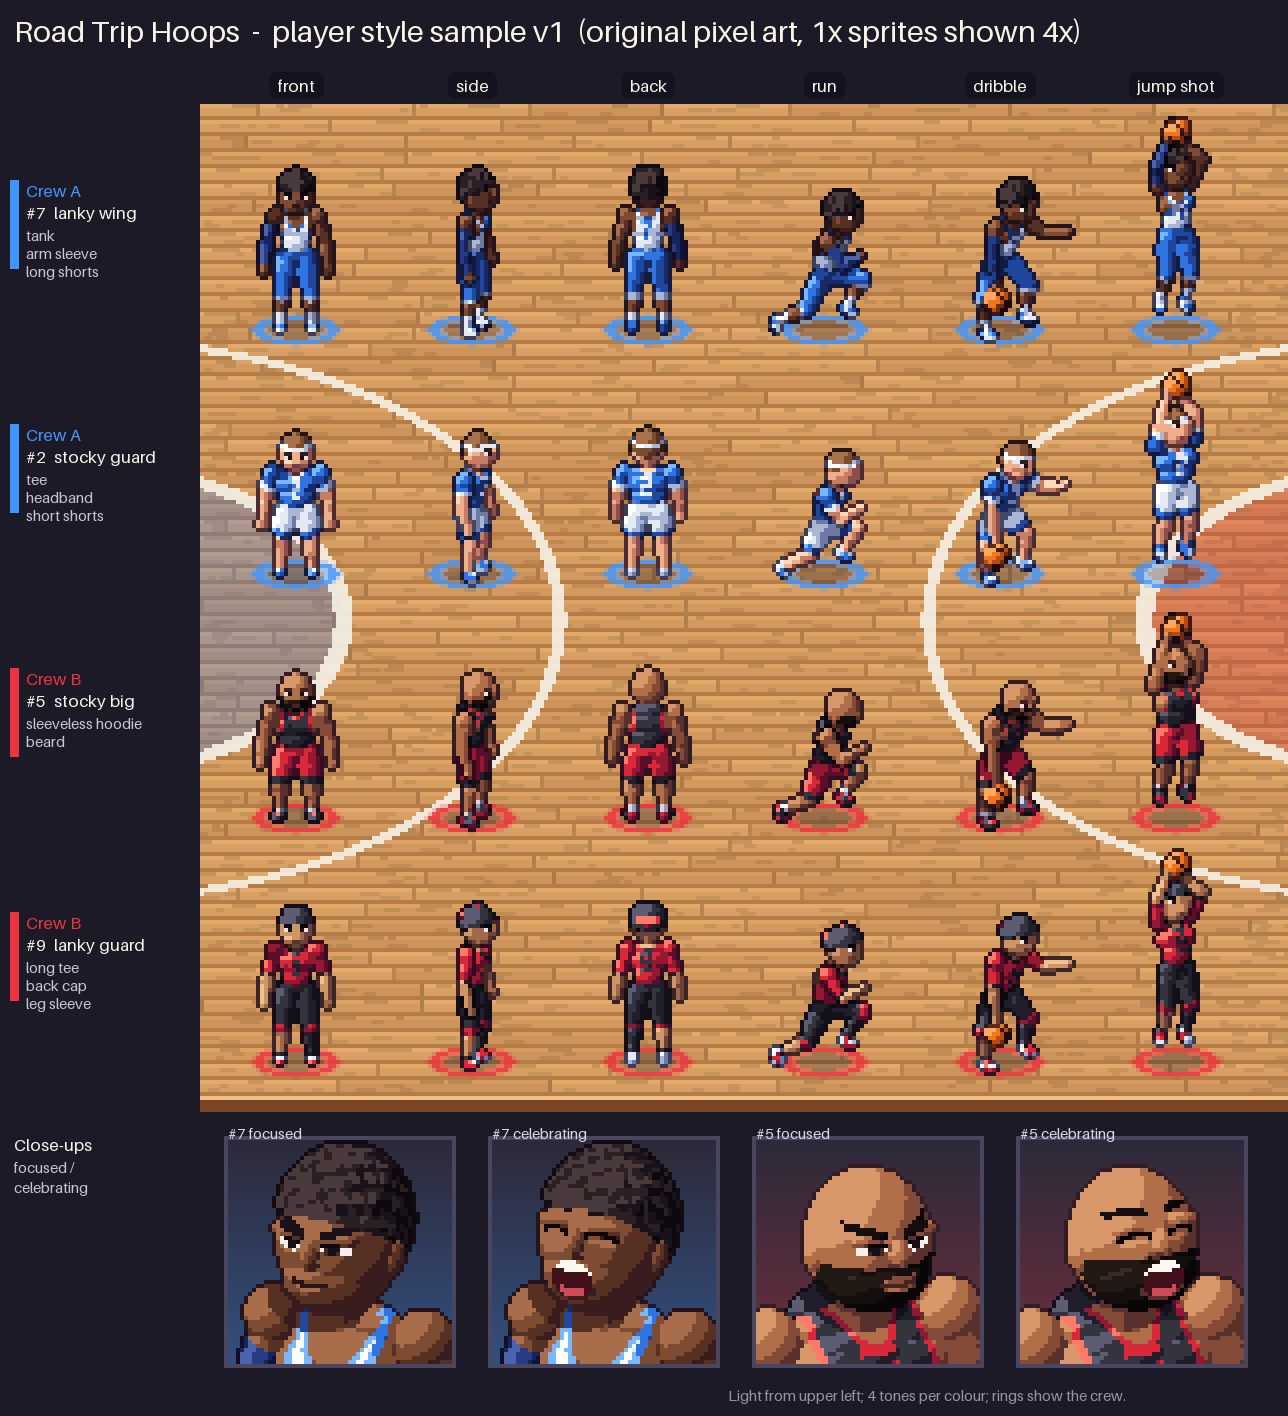 Road Trip Hoops - player style sample v1 (original pixel art, 1x sprites shown 4x)
front side back run dribble jump shot
Crew A
#7 lanky wing
tank
arm sleeve
long shorts
Crew A
#2 stocky guard
tee
headband
short shorts
Crew B
#5 stocky big
sleeveless hoodie
beard
Crew B
#9 lanky guard
long tee
back cap
leg sleeve
Close-ups
focused /
celebrating
#7 focused
#7 celebrating
#5 focused
#5 celebrating
Light from upper left; 4 tones per colour; rings show the crew.